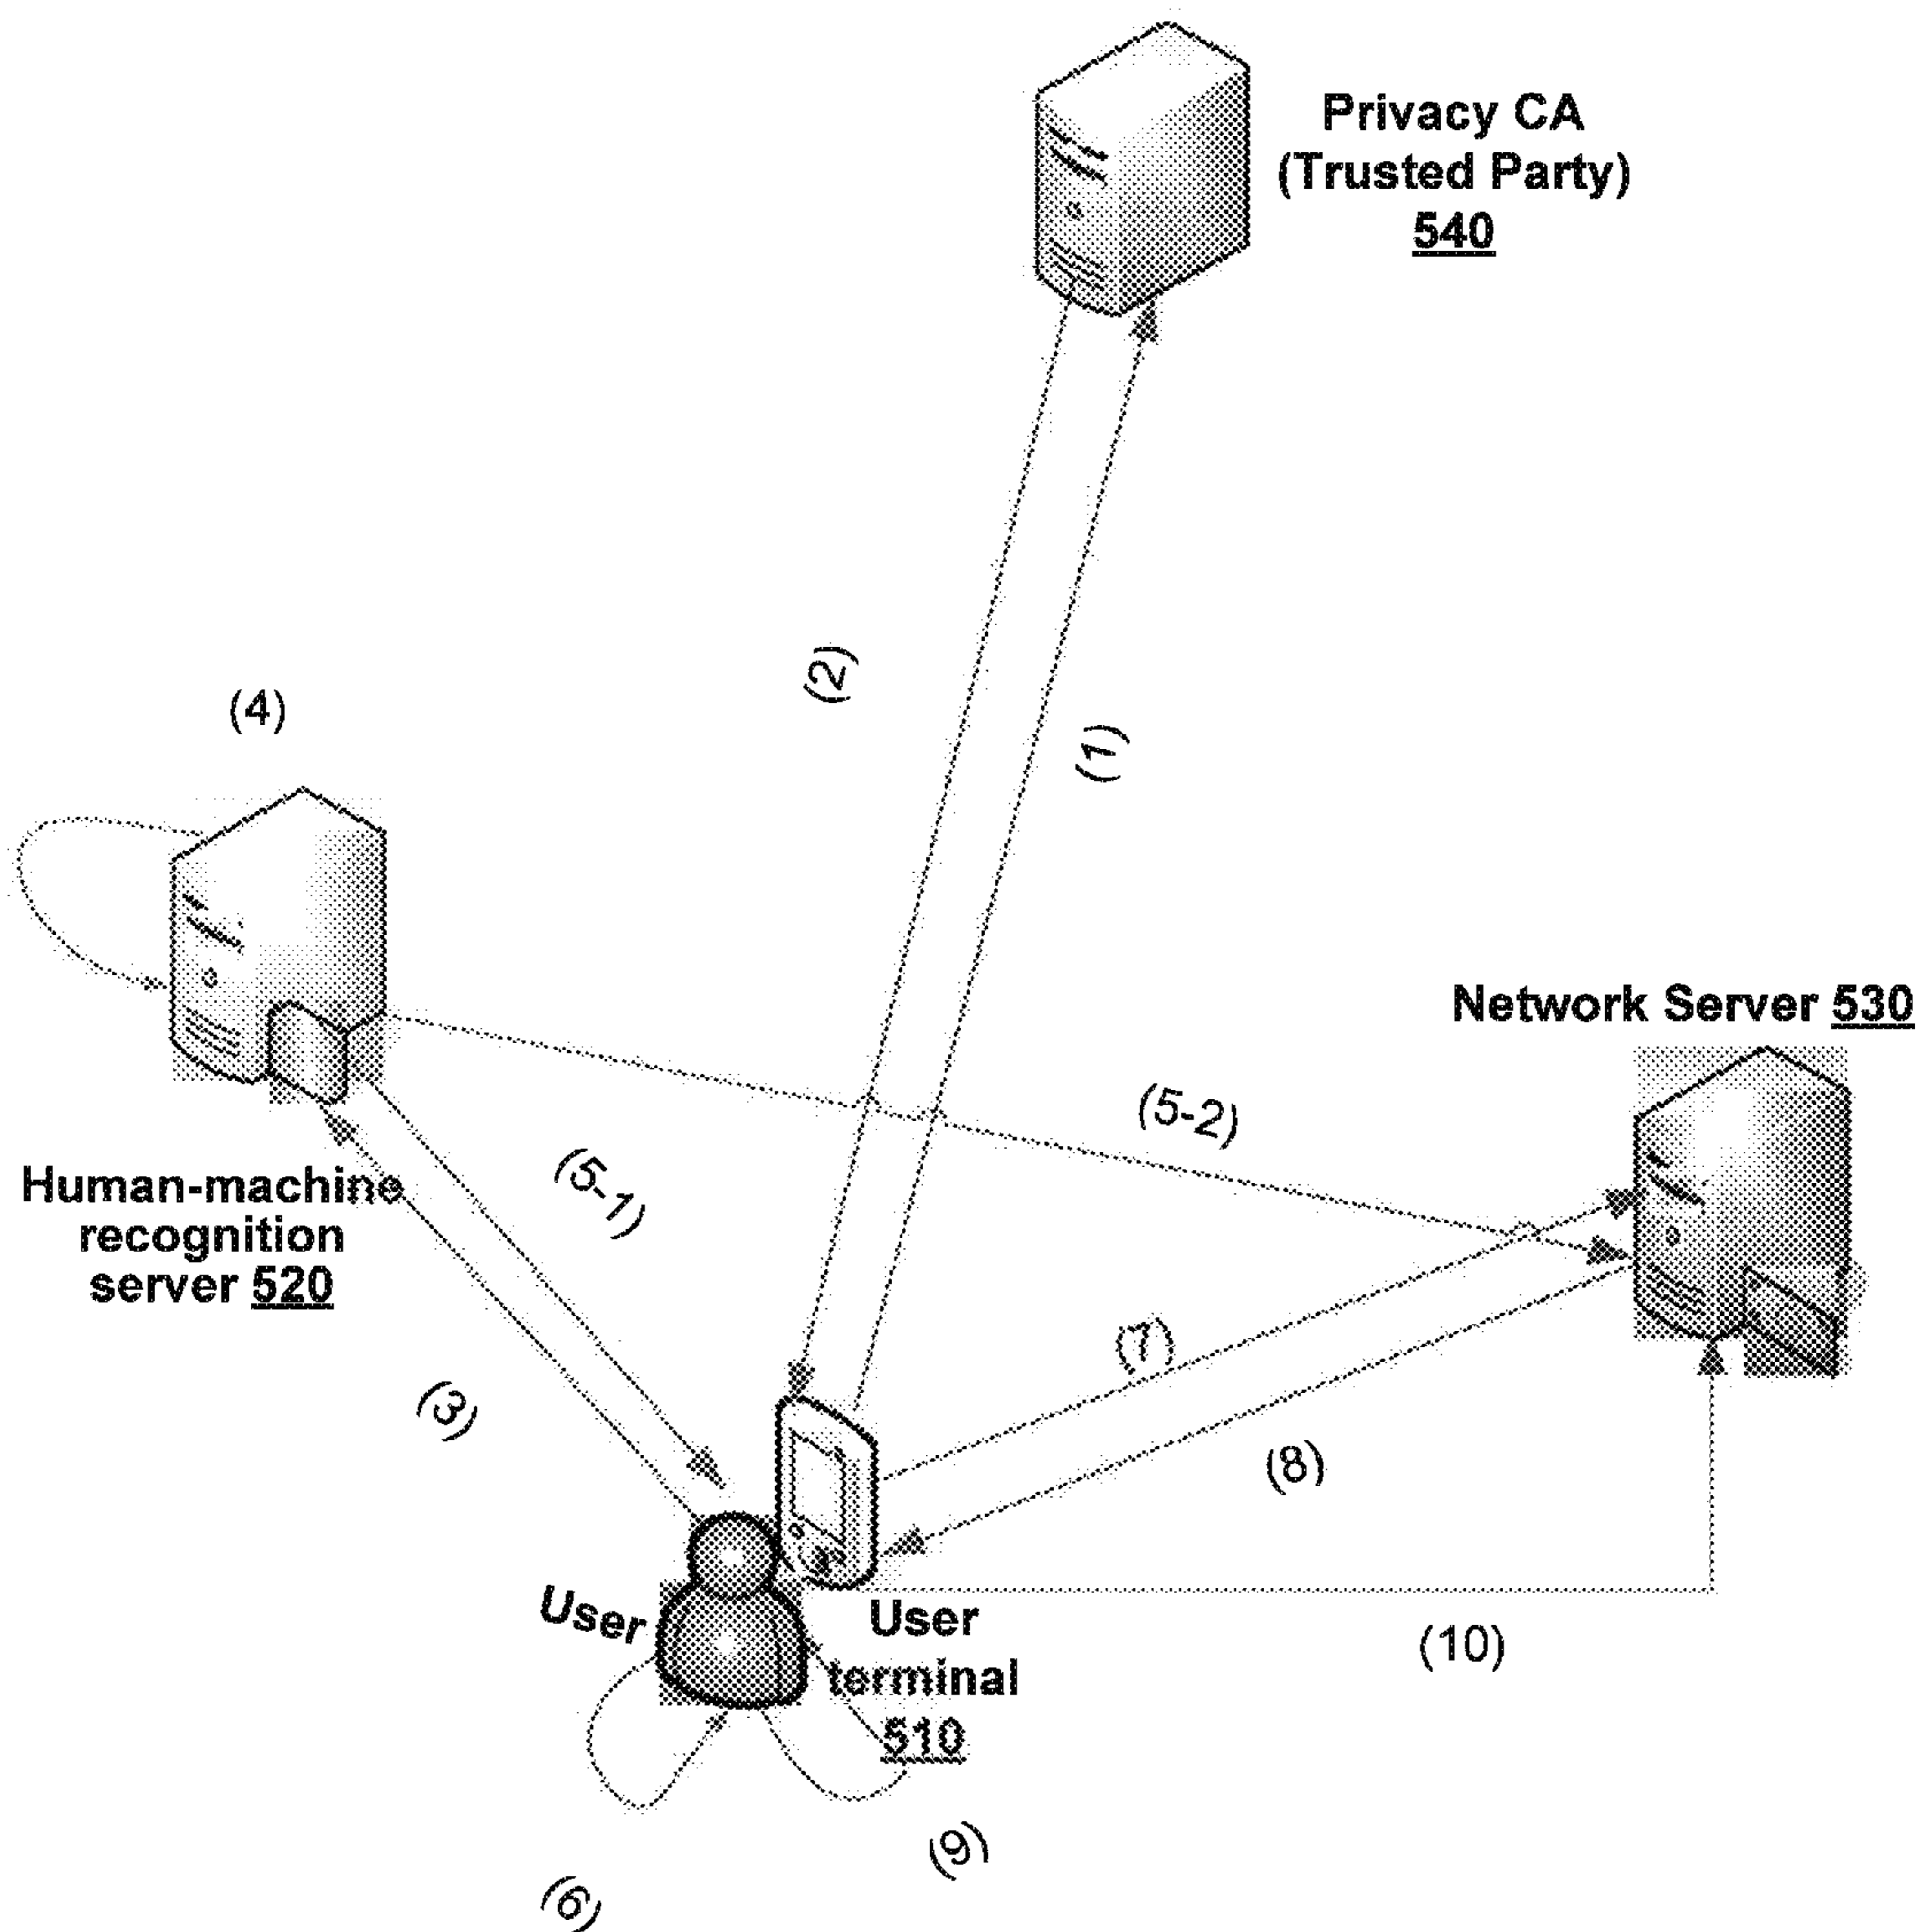 Privacy CA
(Trusted Party)
540
(2)
(1)
(4)
Network Server 530
(5-2)
(5-1)
Human-machine
recognition
server 520
(7)
(3)
(8)
User
User
terminal
510
(10)
(9)
(6)